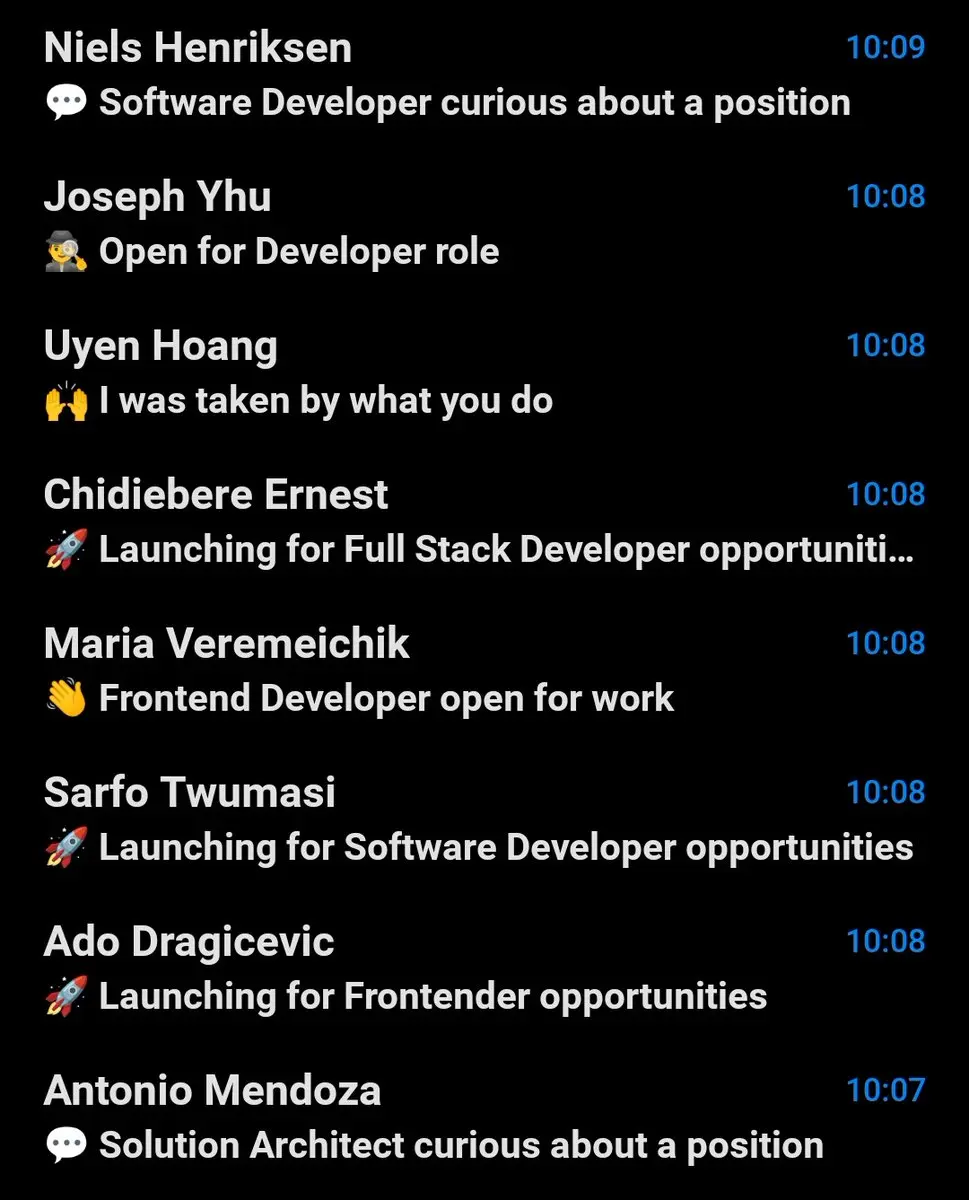 Niels Henriksen 10:09
💬 Software Developer curious about a position
Joseph Yhu 10:08
🕵️ Open for Developer role
Uyen Hoang 10:08
🙌 I was taken by what you do
Chidiebere Ernest 10:08
🚀 Launching for Full Stack Developer opportuniti...
Maria Veremeichik 10:08
👋 Frontend Developer open for work
Sarfo Twumasi 10:08
🚀 Launching for Software Developer opportunities
Ado Dragicevic 10:08
🚀 Launching for Frontender opportunities
Antonio Mendoza 10:07
💬 Solution Architect curious about a position